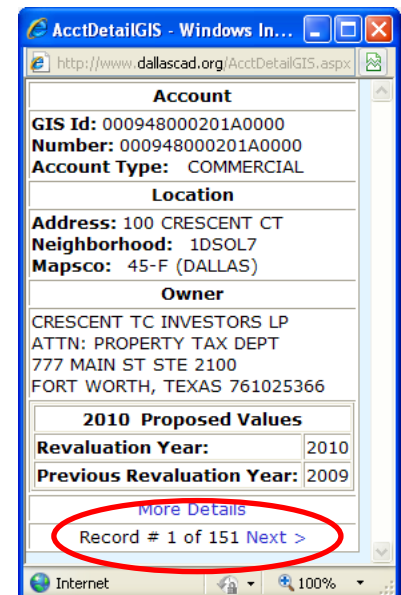 AcctDetailGIS - Windows In...
http://www.dallascad.org/AcctDetailGIS.aspx
Account
GIS Id: 000948000201A0000
Number: 000948000201A0000
Account Type: COMMERCIAL
Location
Address: 100 CRESCENT CT
Neighborhood: 1DSOL7
Mapsco: 45-F (DALLAS)
Owner
CRESCENT TC INVESTORS LP
ATTN: PROPERTY TAX DEPT
777 MAIN ST STE 2100
FORT WORTH, TEXAS 761025366
2010 Proposed Values
Revaluation Year: 2010
Previous Revaluation Year: 2009
More Details
Record # 1 of 151 Next >
Internet 100%